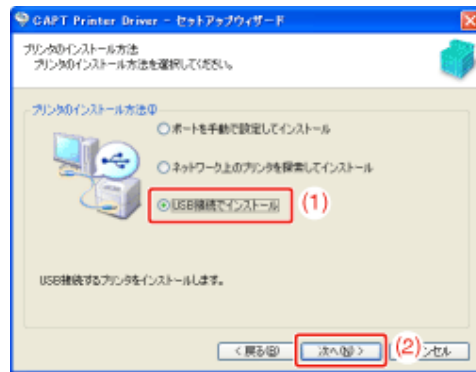 CAPT Printer Driver - セットアップウィザード
プリンタのインストール方法
プリンタのインストール方法を選択してください。
プリンタのインストール方法①
ポートを手動で設定してインストール
ネットワーク上のプリンタを探索してインストール
USB接続でインストール
(1)
USB接続するプリンタをインストールします。
< 戻る(B)
次へ(N) >
(2)
ンセル